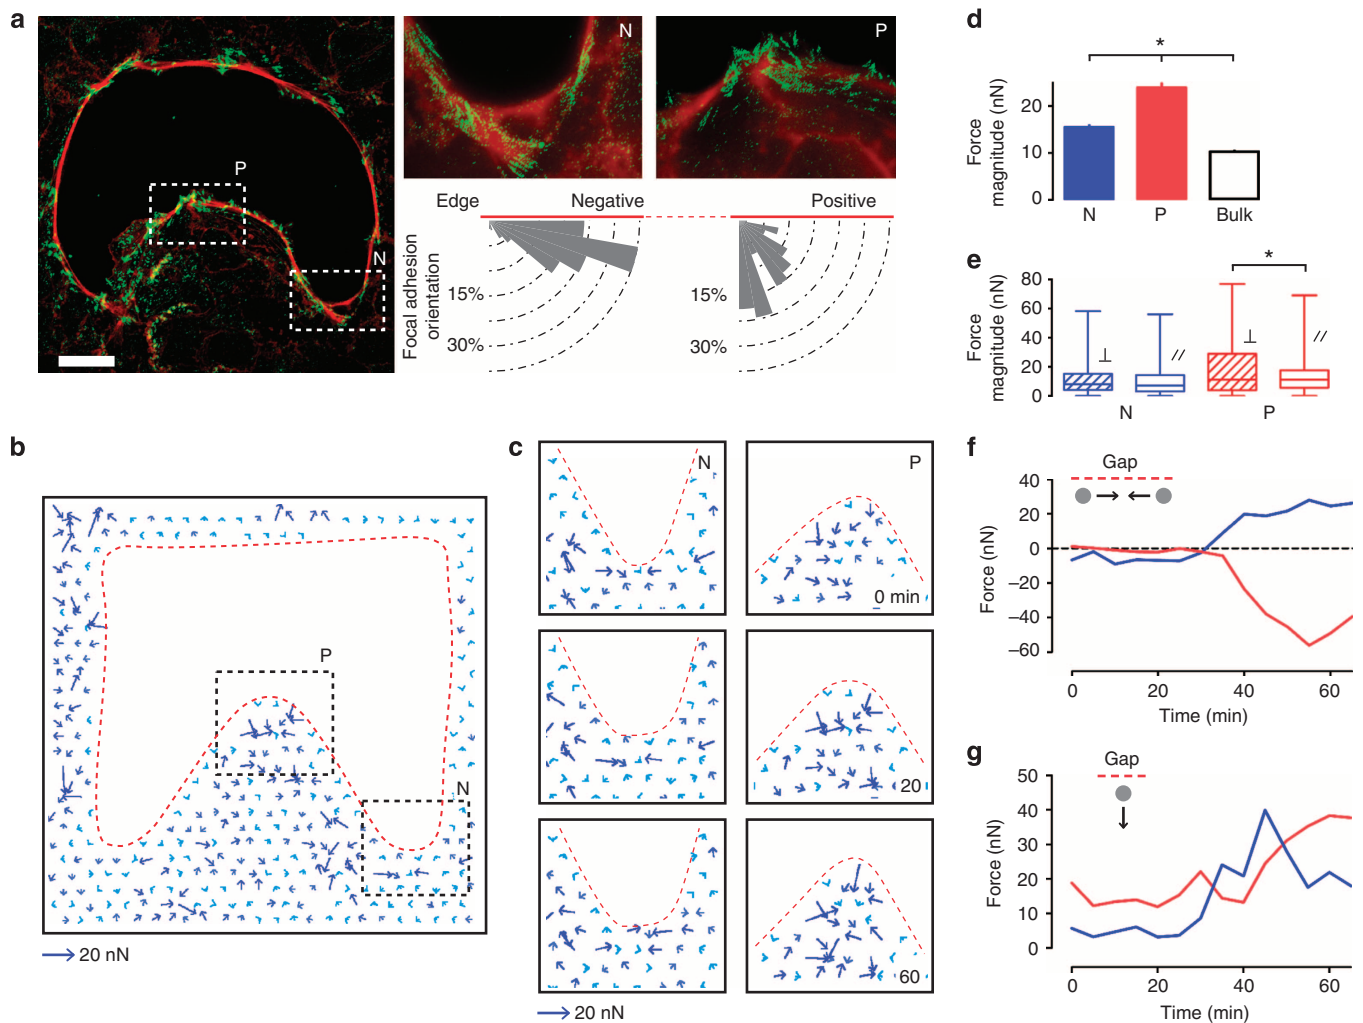 a
P
N
N
P
Edge
Negative
Positive
Focal adhesion
orientation
15%
30%
15%
30%
b
P
N
20 nN
c
N
P
0 min
20
60
20 nN
d
*
Force
magnitude (nN)
20
10
0
N
P
Bulk
e
*
Force
magnitude (nN)
80
60
40
20
0
⊥
//
⊥
//
N
P
f
Gap
Force (nN)
40
20
0
–20
–40
–60
0
20
40
60
Time (min)
g
Gap
Force (nN)
50
40
30
20
10
0
0
20
40
60
Time (min)